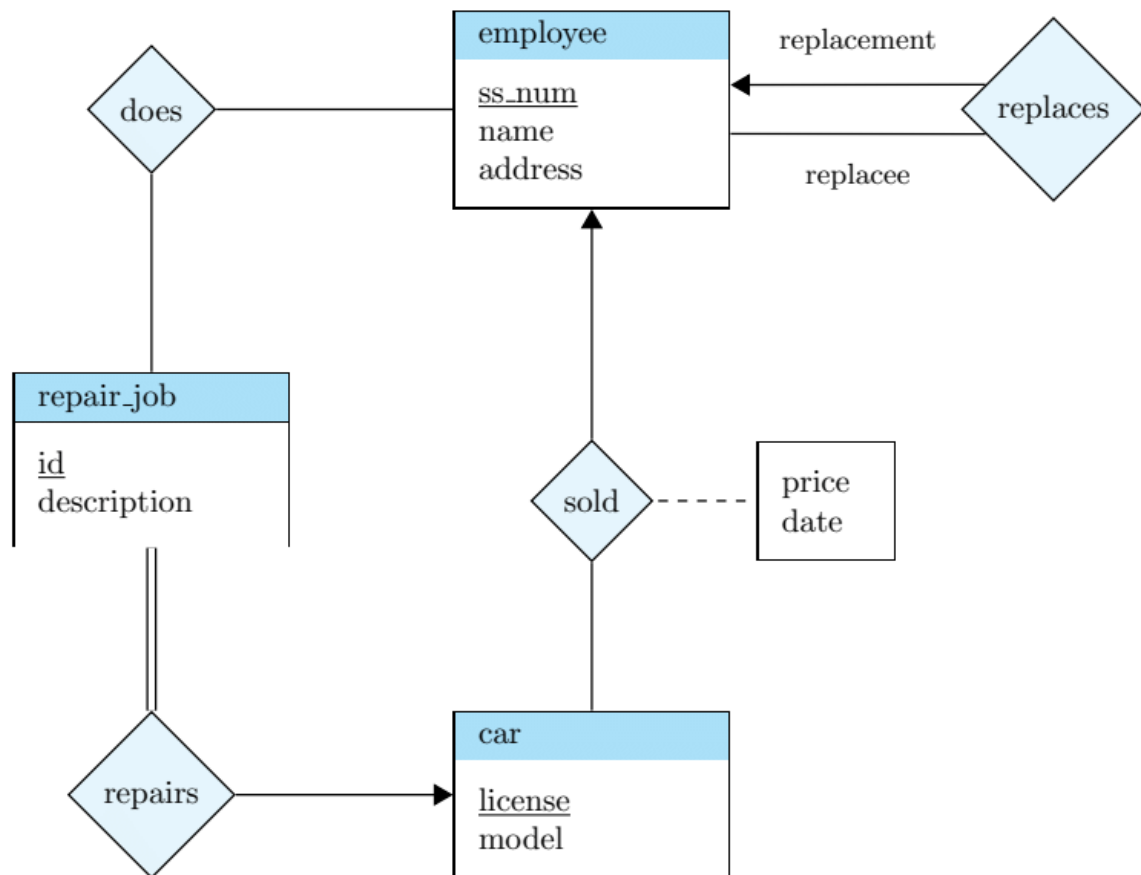 employee
ss_num
name
address
does
replacement
replaces
replacee
repair_job
id
description
sold
price
date
repairs
car
license
model